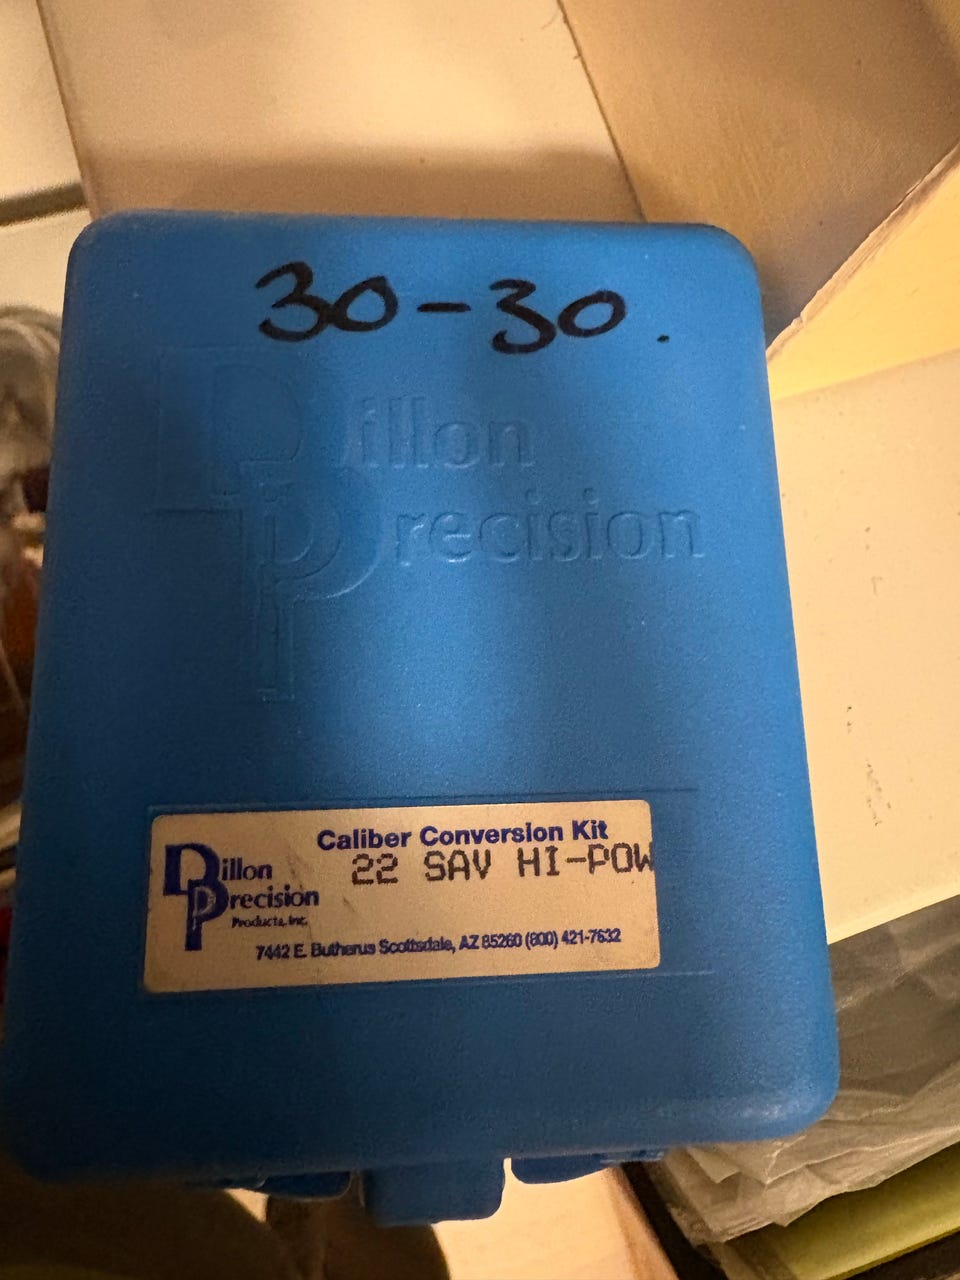 30-30.
Dillon
Precision
Caliber Conversion Kit
22 SAV HI-POW
Dillon
Precision
Products, Inc.
7442 E. Butherus Scottsdale, AZ 85260 (800) 421-7632